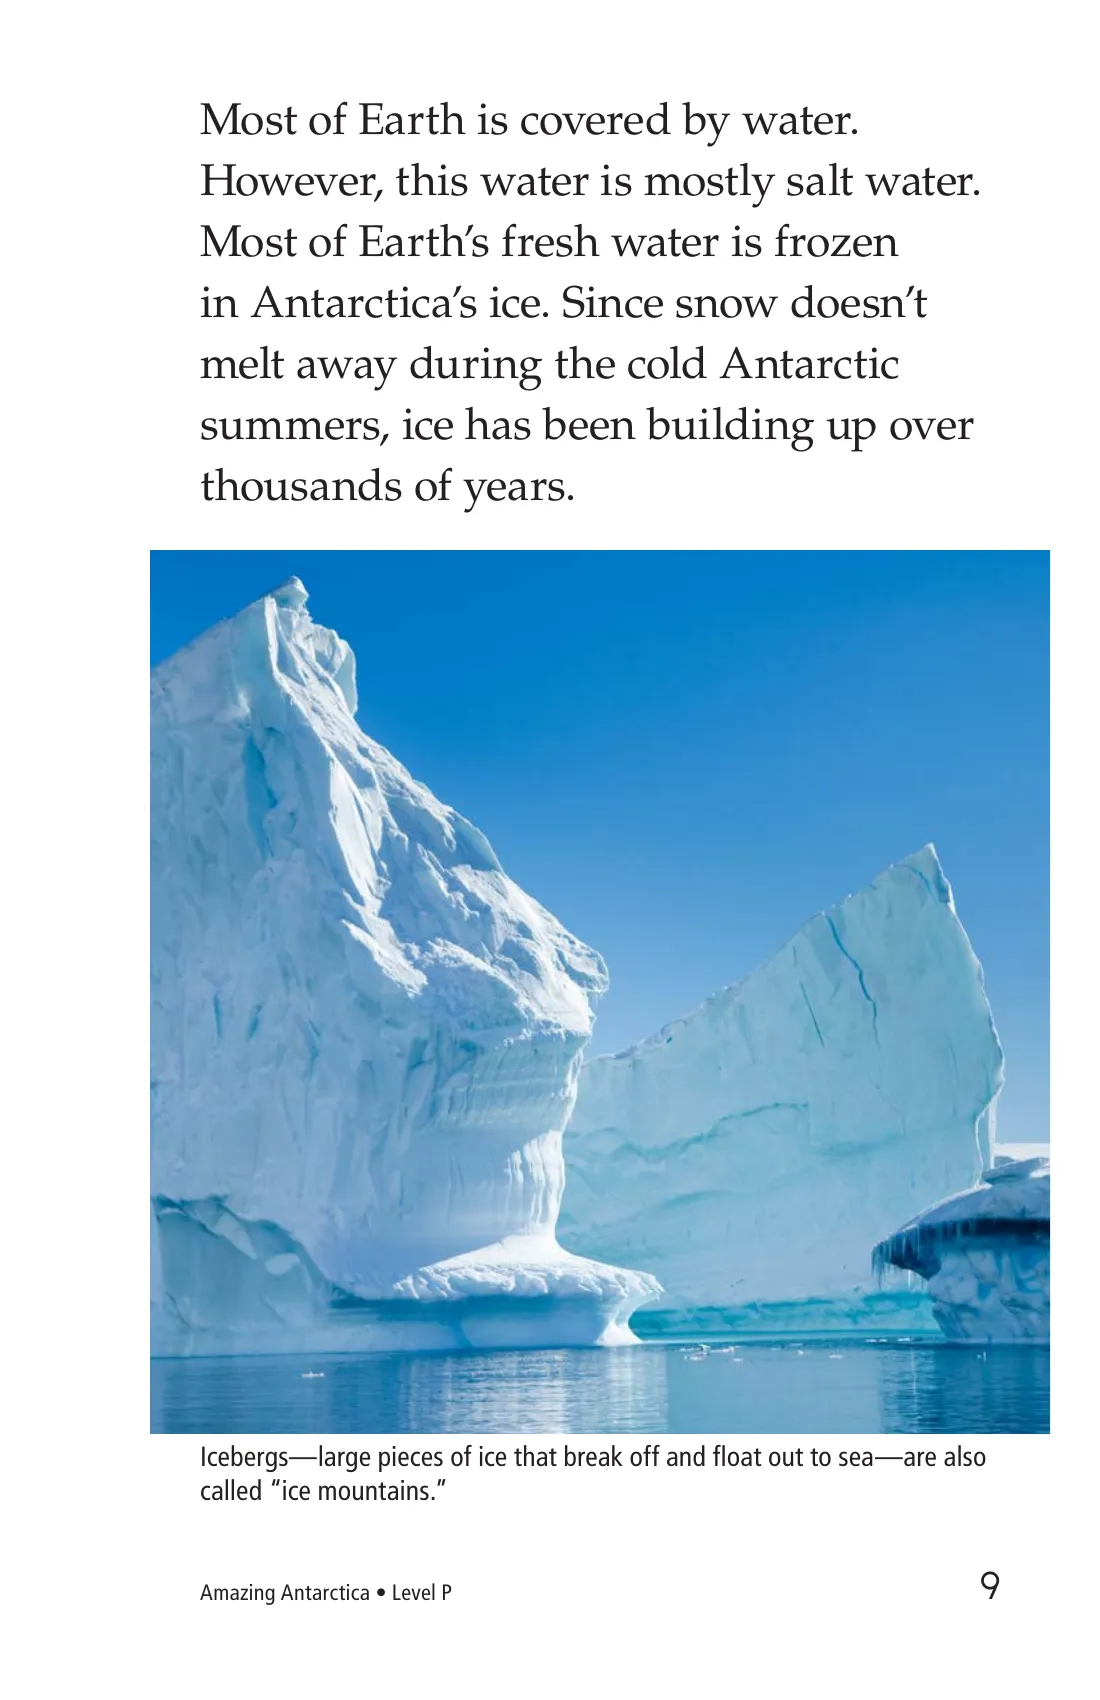 Most of Earth is covered by water.
However, this water is mostly salt water.
Most of Earth’s fresh water is frozen
in Antarctica’s ice. Since snow doesn’t
melt away during the cold Antarctic
summers, ice has been building up over
thousands of years.
Icebergs—large pieces of ice that break off and float out to sea—are also
called “ice mountains.”
Amazing Antarctica • Level P
9